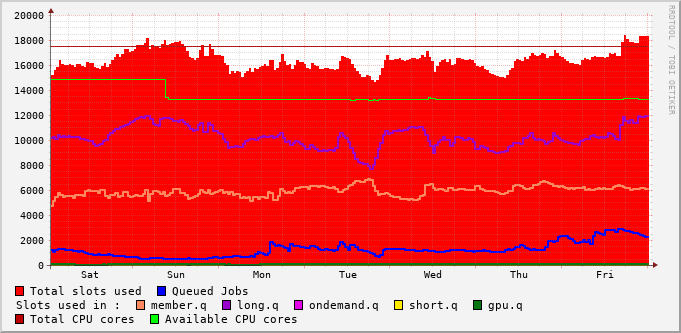 20000
18000
16000
14000
12000
10000
8000
6000
4000
2000
0
Sat Sun Mon Tue Wed Thu Fri
RRDTOOL / TOBI OETIKER
Total slots used Queued Jobs
Slots used in : member.q long.q ondemand.q short.q gpu.q
Total CPU cores Available CPU cores